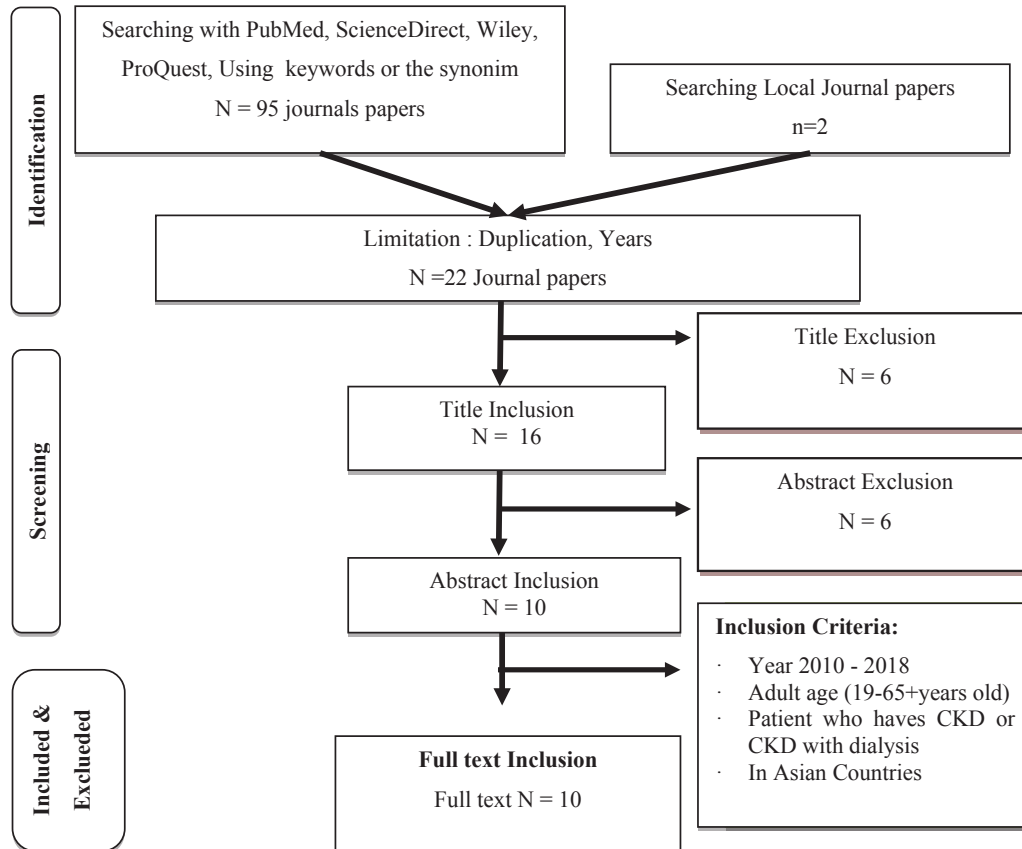 Identification
Searching with PubMed, ScienceDirect, Wiley,
ProQuest, Using keywords or the synonim
N = 95 journals papers
Searching Local Journal papers
n=2
Limitation : Duplication, Years
N =22 Journal papers
Title Exclusion
N = 6
Screening
Title Inclusion
N = 16
Abstract Exclusion
N = 6
Abstract Inclusion
N = 10
Inclusion Criteria:
· Year 2010 - 2018
· Adult age (19-65+years old)
· Patient who haves CKD or
CKD with dialysis
· In Asian Countries
Included &
Exclueded
Full text Inclusion
Full text N = 10